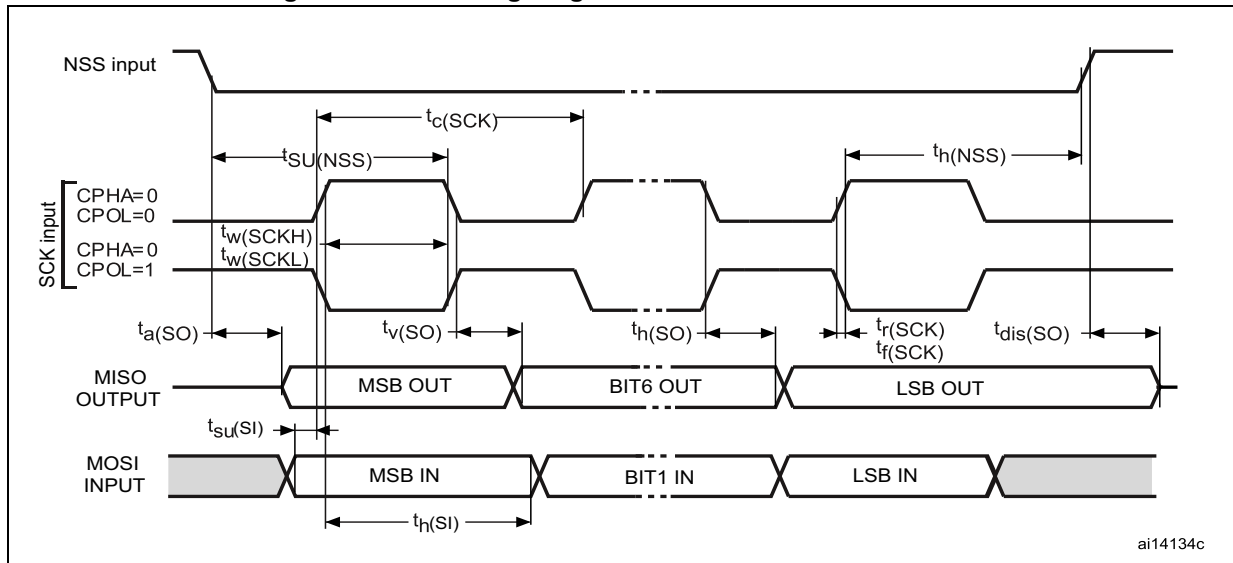 NSS input
tc(SCK)
tSU(NSS)
th(NSS)
SCK input
CPHA=0
CPOL=0
tw(SCKH)
CPHA=0
tw(SCKL)
CPOL=1
ta(SO)
tv(SO)
th(SO)
tr(SCK)
tf(SCK)
tdis(SO)
MISO
OUTPUT
MSB OUT
BIT6 OUT
LSB OUT
tsu(SI)
MOSI
INPUT
MSB IN
BIT1 IN
LSB IN
th(SI)
ai14134c